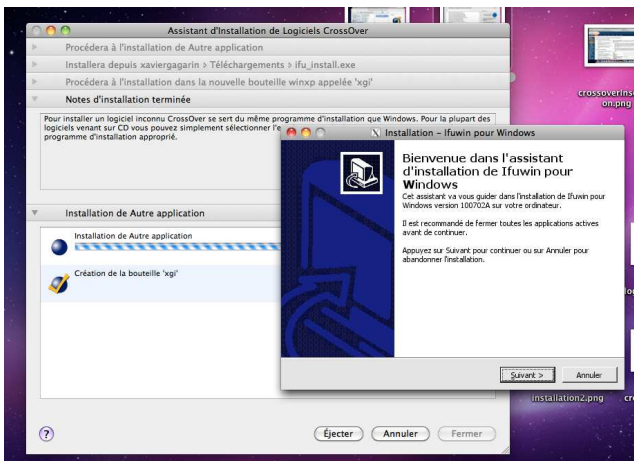 Assistant d'Installation de Logiciels CrossOver
Procédera à l'installation de Autre application
Installera depuis xaviergagarin > Téléchargements > ifu_install.exe
Procédera à l'installation dans la nouvelle bouteille winxp appelée 'xgi'
Notes d'installation terminée
Pour installer un logiciel inconnu CrossOver se sert du même programme d'installation que Windows. Pour la plupart des
logiciels venant sur CD vous pouvez simplement sélectionner l'e
programme d'installation approprié.
Installation de Autre application
Installation de Autre application
Création de la bouteille 'xgi'
?
Éjecter
Annuler
Fermer
Installation – Ifuwin pour Windows
Bienvenue dans l'assistant
d'installation de Ifuwin pour
Windows
Cet assistant va vous guider dans l'installation de Ifuwin pour
Windows version 100702A sur votre ordinateur.
Il est recommandé de fermer toutes les applications actives
avant de continuer.
Appuyez sur Suivant pour continuer ou sur Annuler pour
abandonner l'installation.
Suivant >
Annuler
crossoverins
on.png
installation2.png